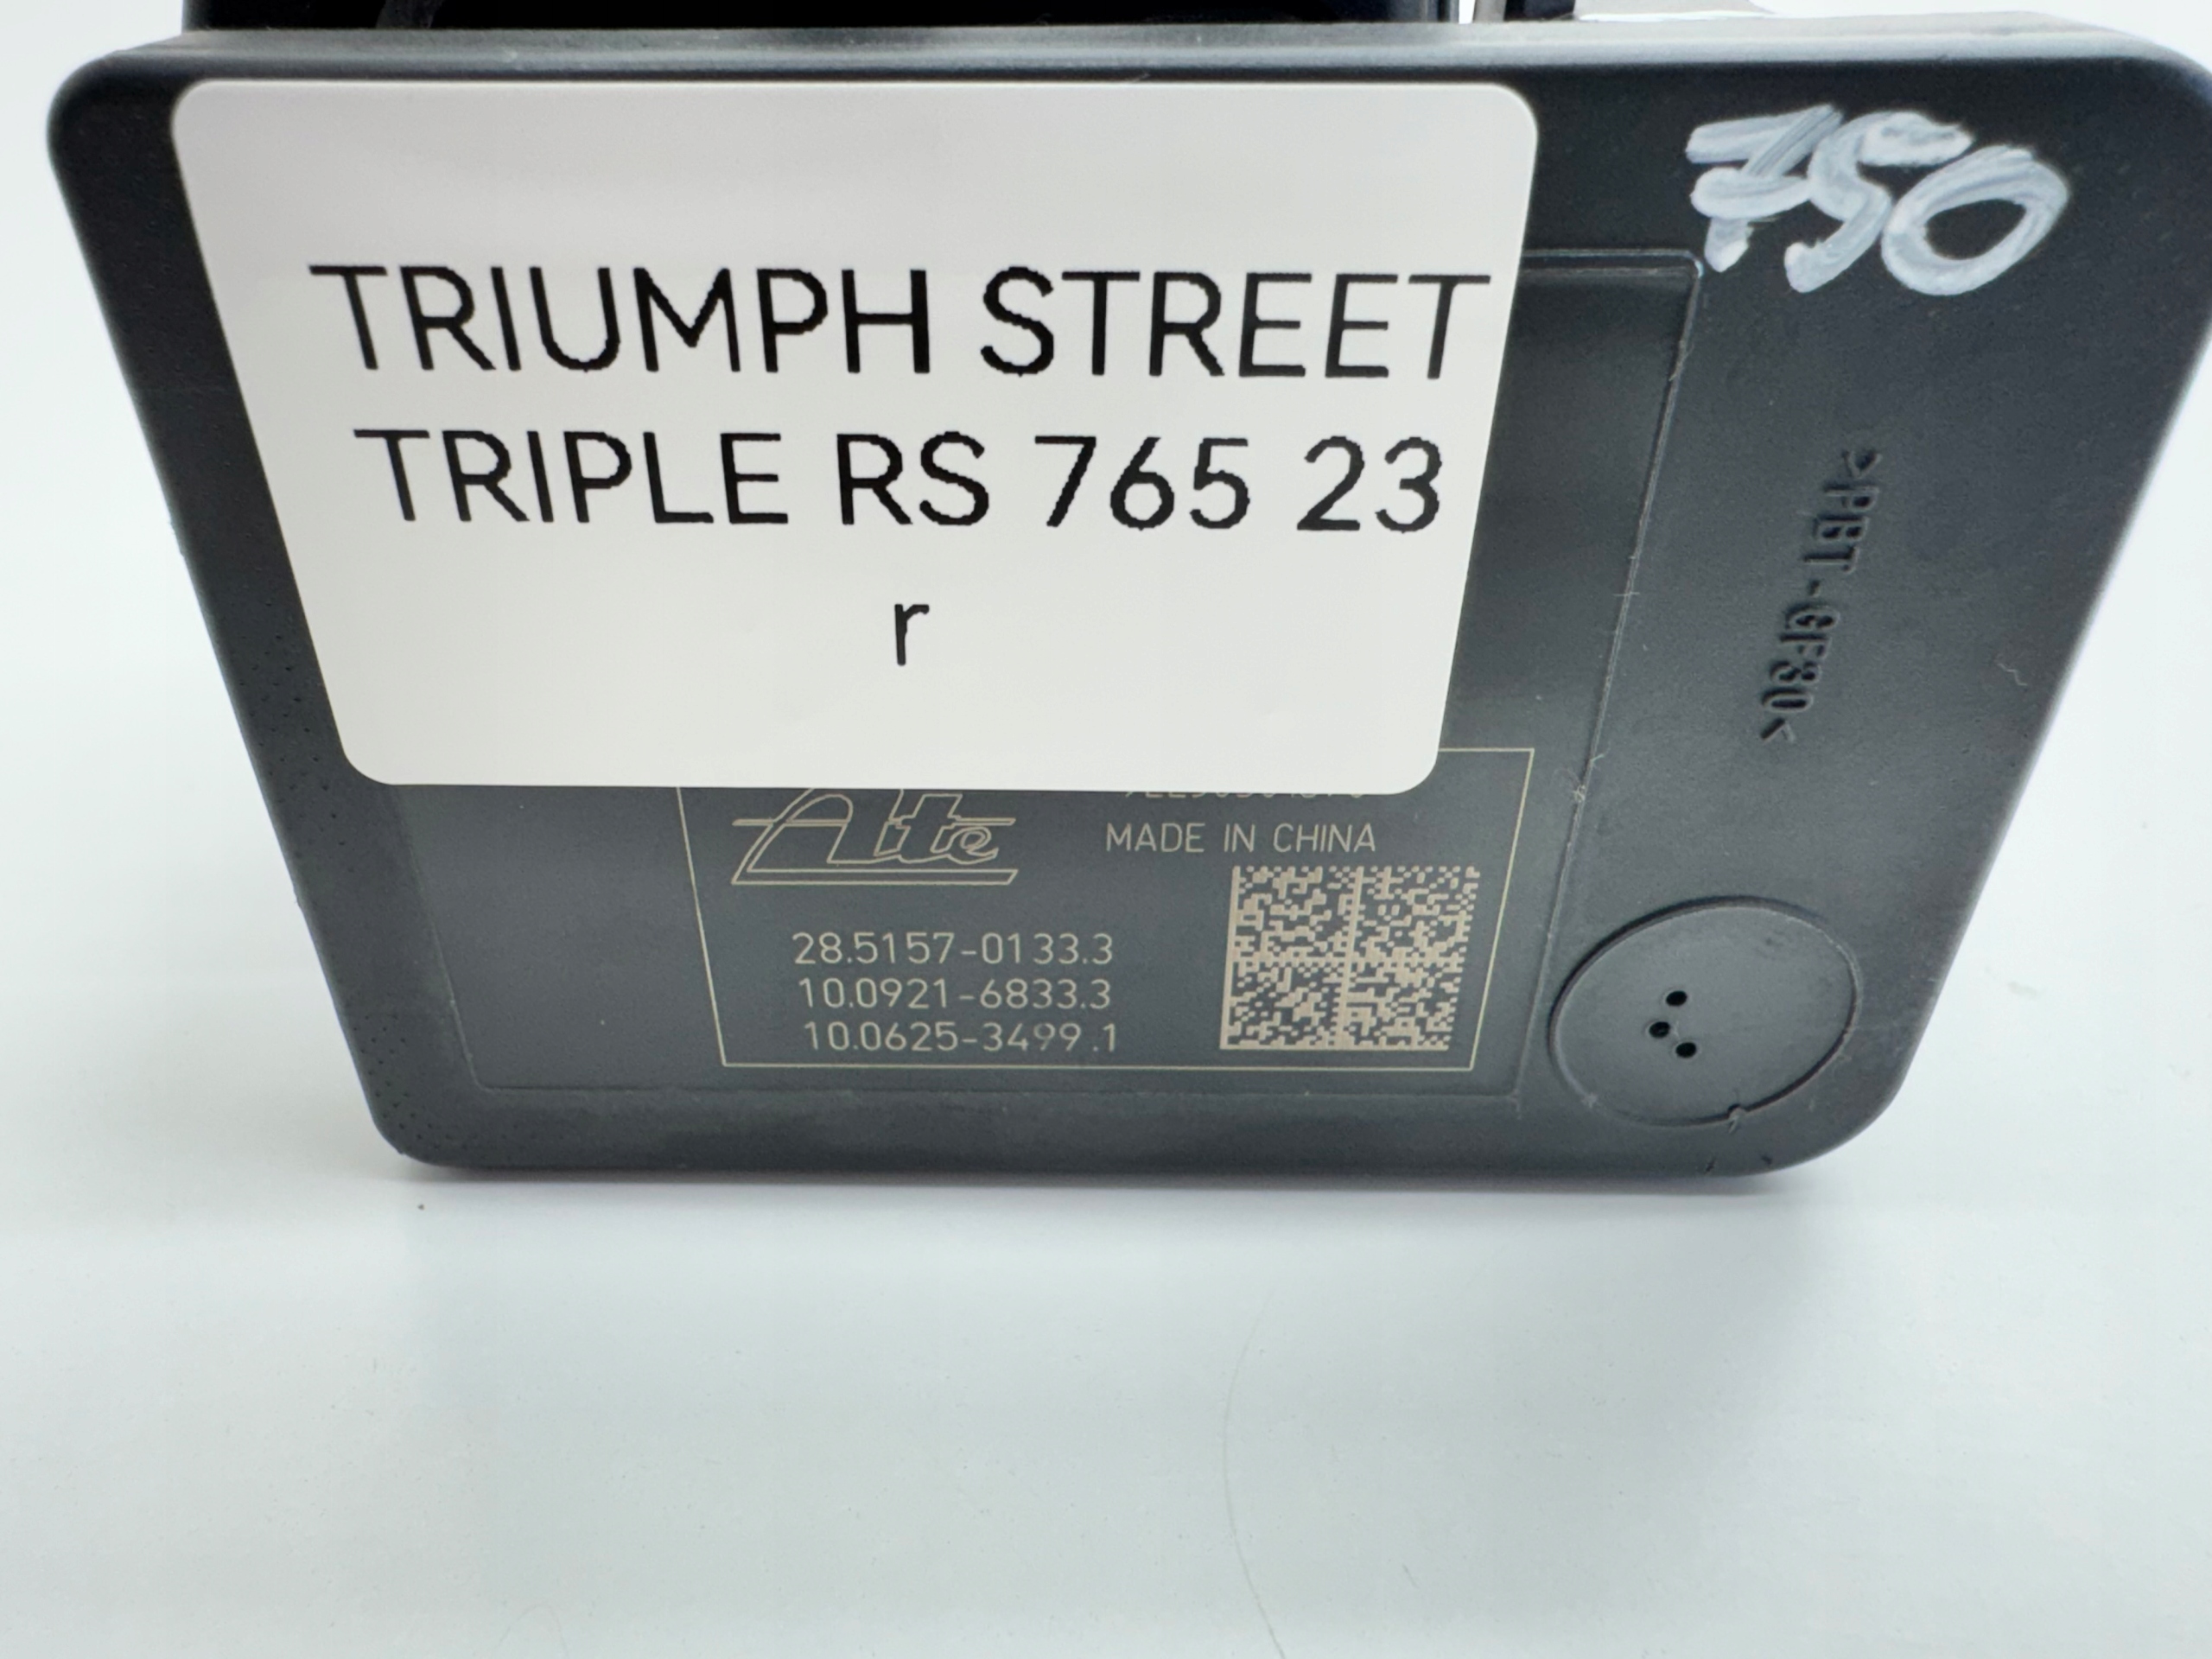 TRIUMPH STREET
TRIPLE RS 765 23
r
>PBT-GF30<
Ate
MADE IN CHINA
28.5157-0133.3
10.0921-6833.3
10.0625-3499.1